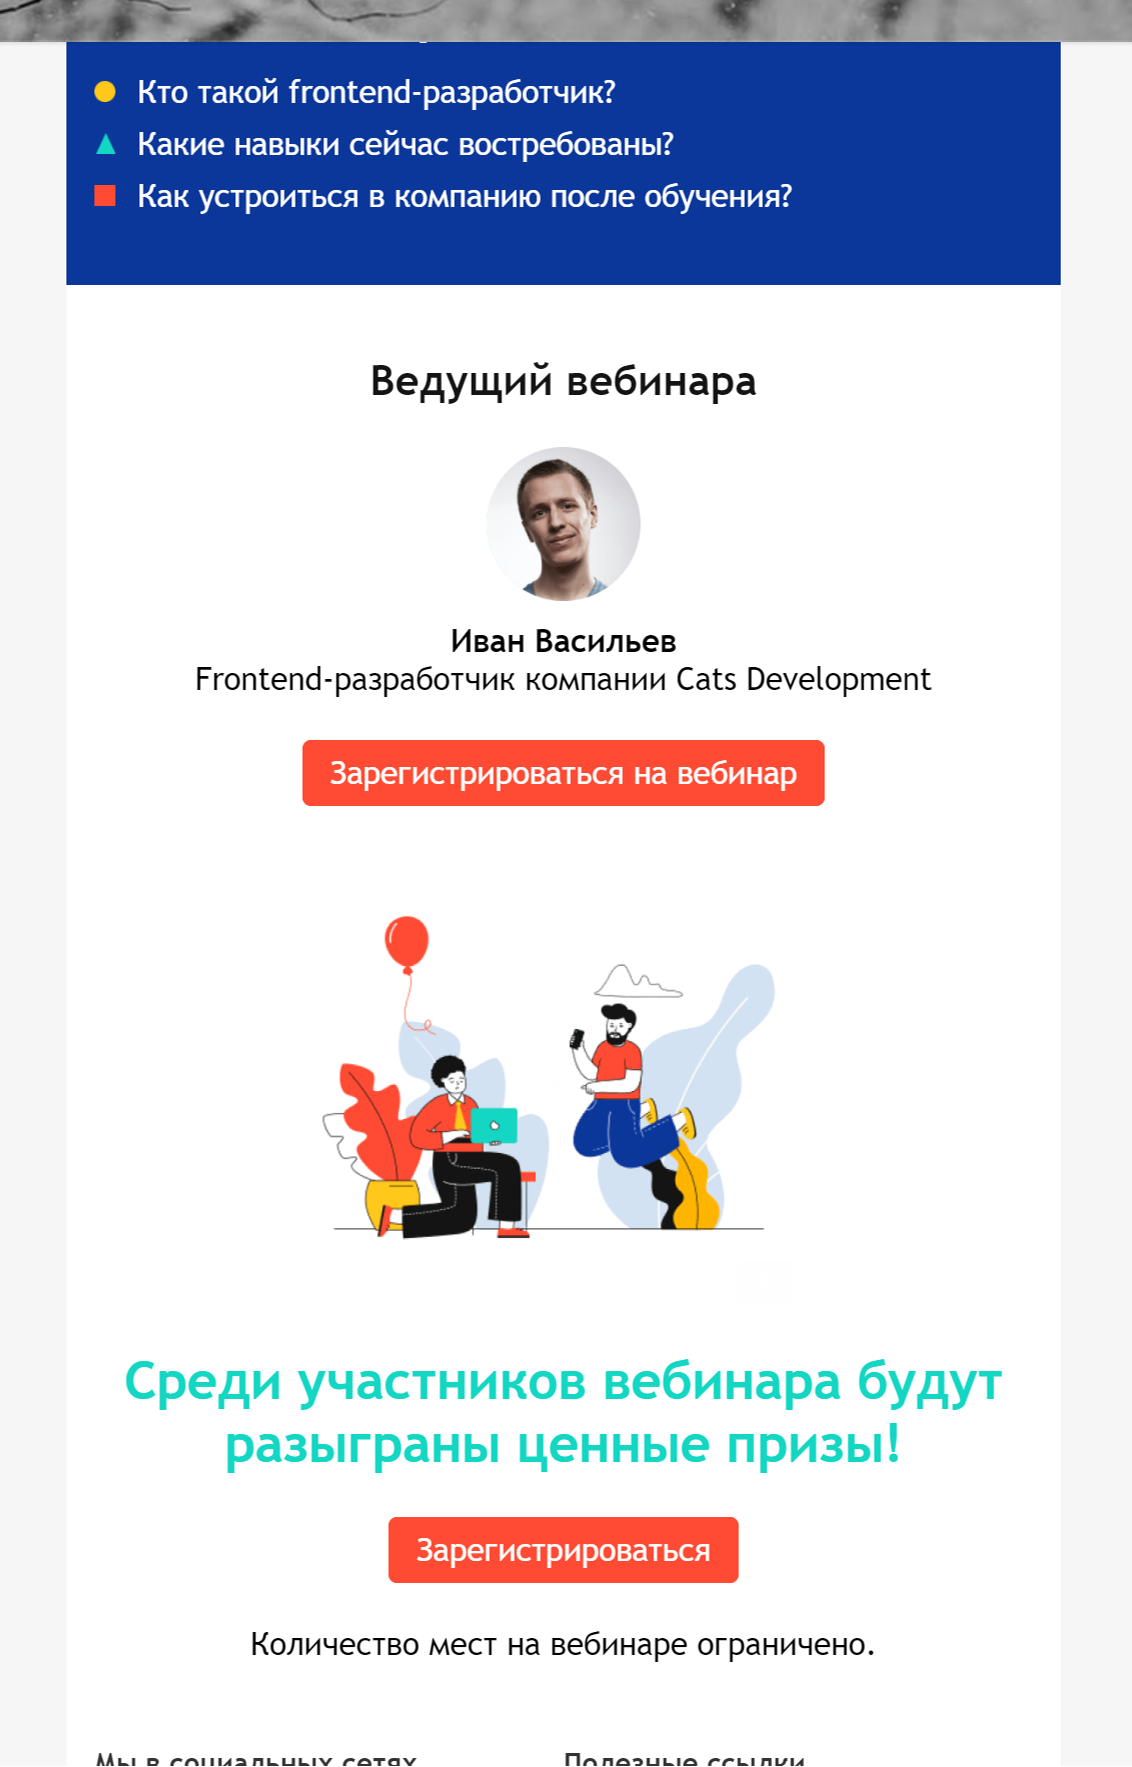 Кто такой frontend-разработчик?
Какие навыки сейчас востребованы?
Как устроиться в компанию после обучения?
Ведущий вебинара
Иван Васильев
Frontend-разработчик компании Cats Development
Зарегистрироваться на вебинар
Среди участников вебинара будут
разыграны ценные призы!
Зарегистрироваться
Количество мест на вебинаре ограничено.
Мы в социальных сетях
Полезные ссылки